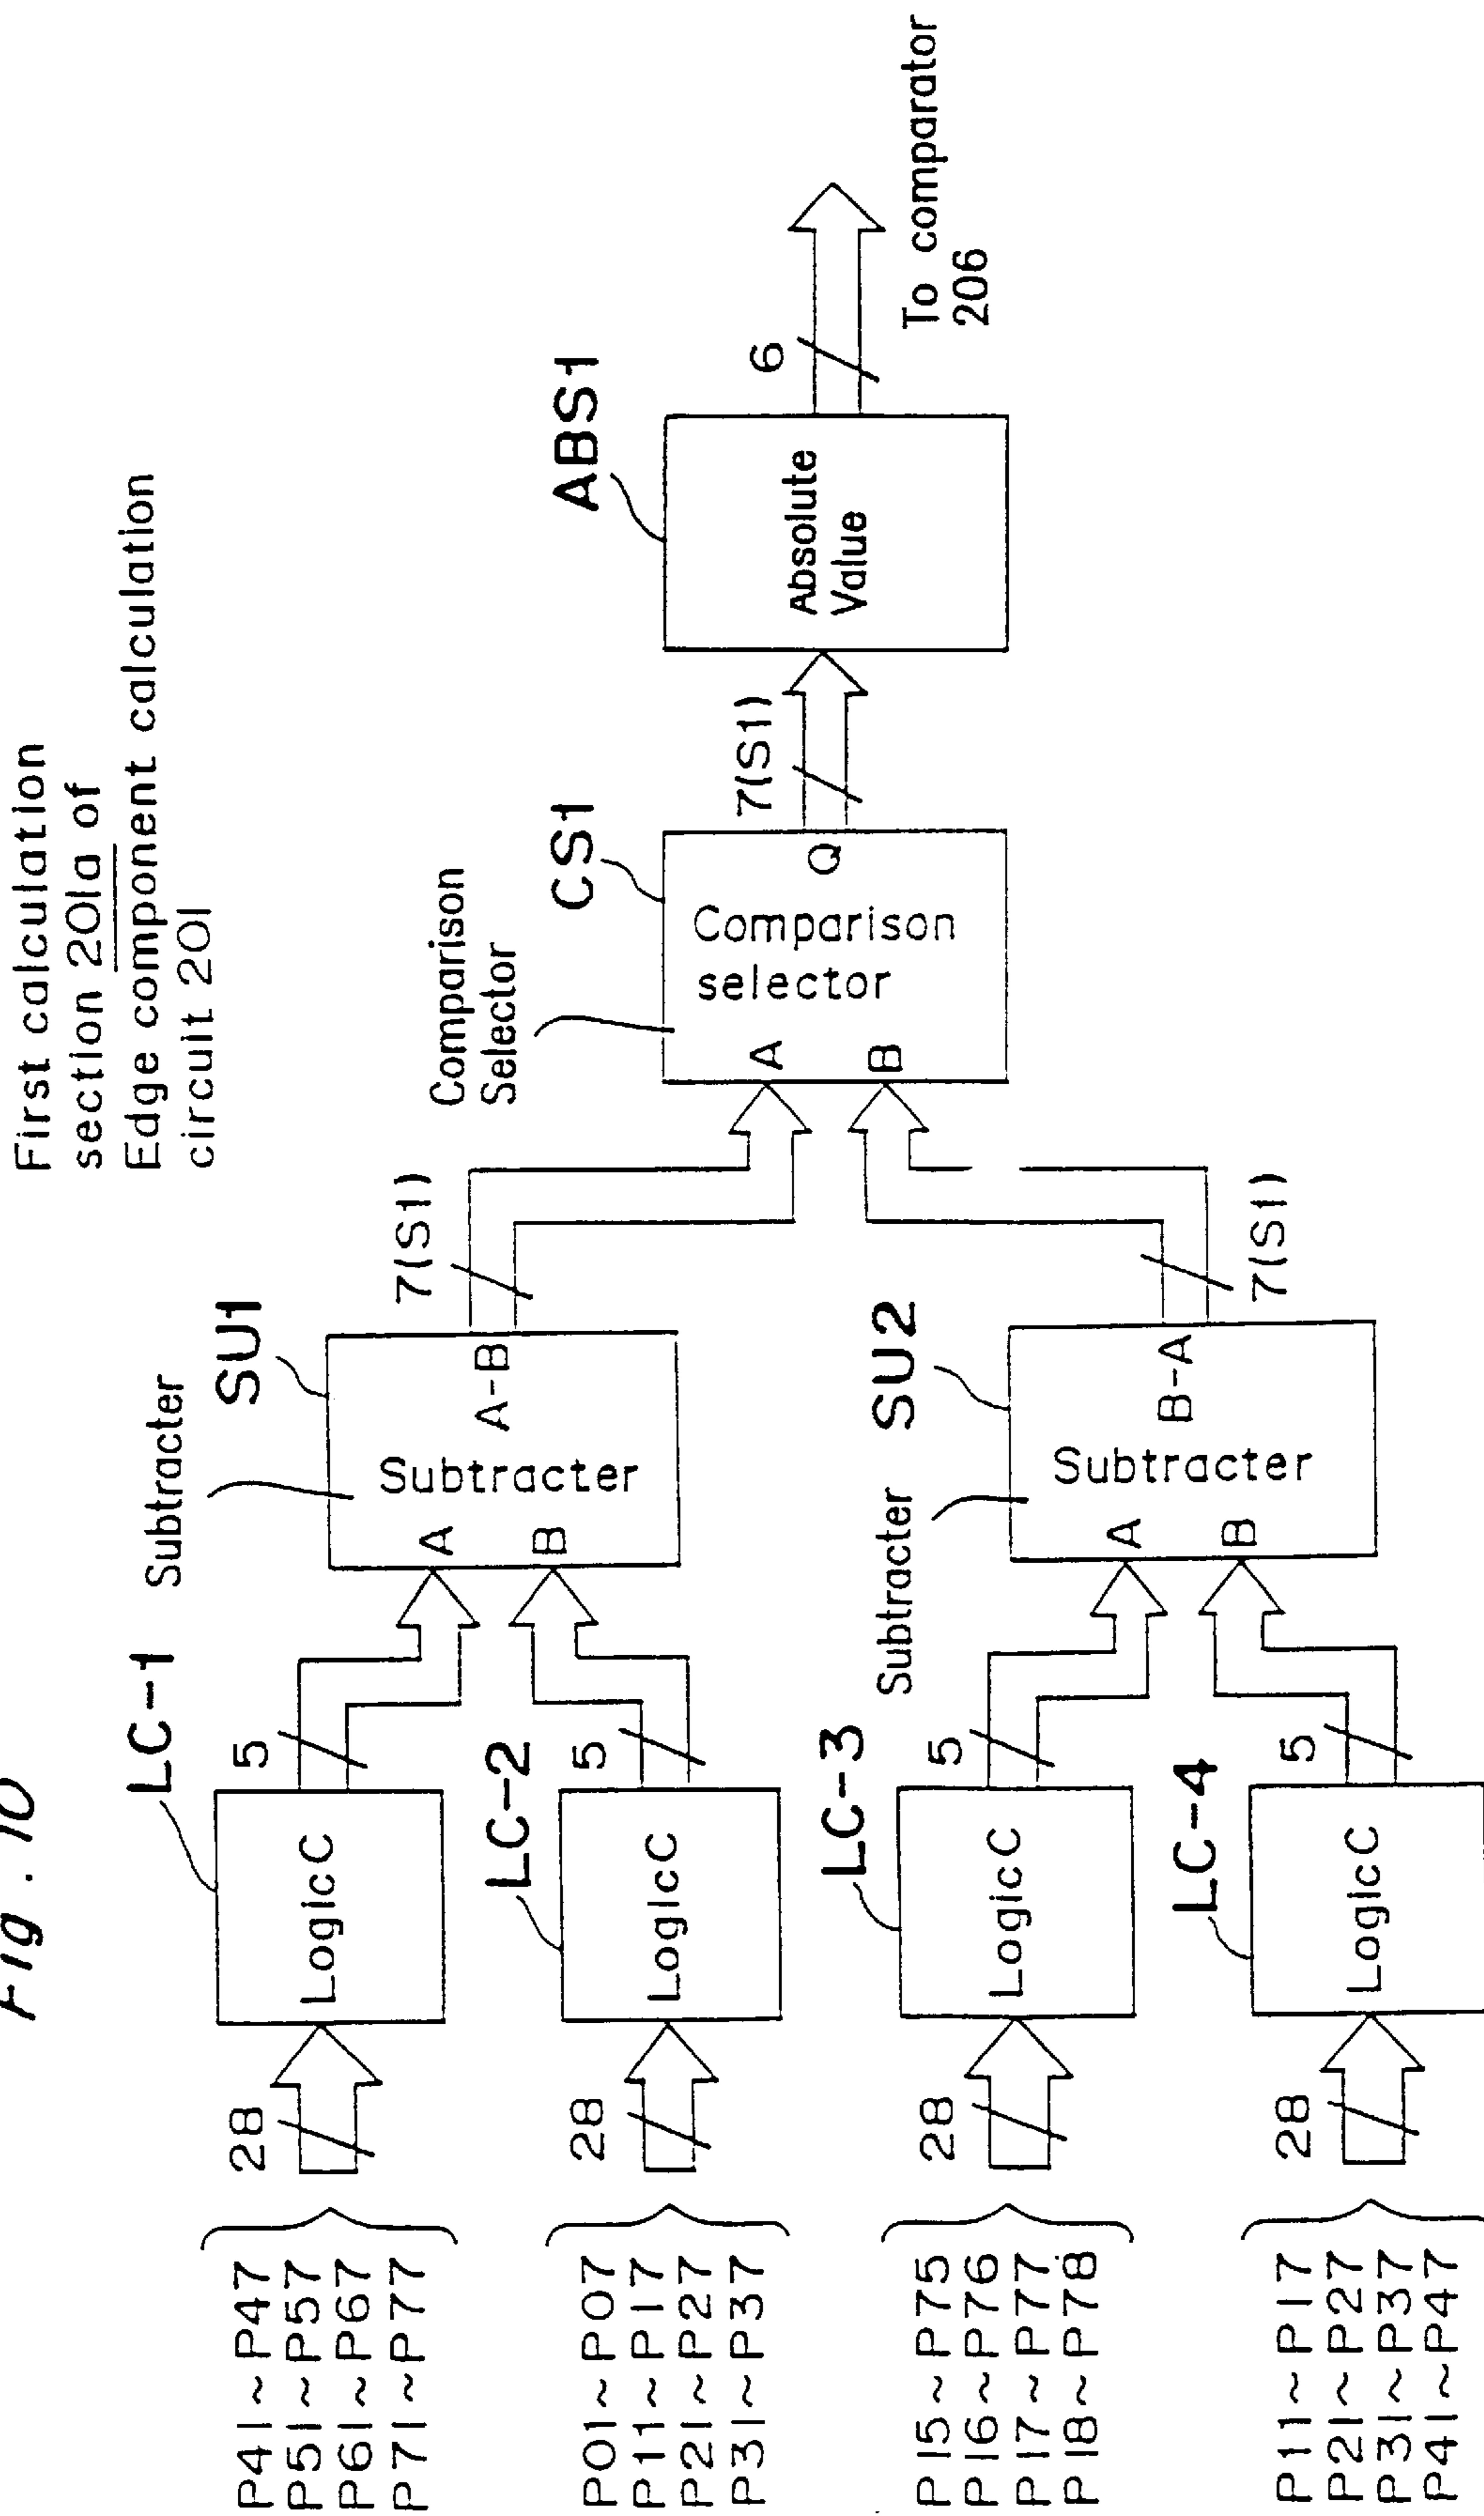 Fig. 10
First calculation
section 201a of
Edge component calculation
circuit 201
P41~P47
P51~P57
P61~P67
P71~P77
28
LogicC
LC-1
5
P01~P07
P11~P17
P21~P27
P31~P37
28
LogicC
LC-2
5
Subtracter
SU1
A
B
Subtracter
A-B
7(S1)
P15~P75
P16~P76
P17~P77
P18~P78
28
LogicC
LC-3
5
P11~P17
P21~P27
P31~P37
P41~P47
28
LogicC
LC-4
5
Subtracter
SU2
A
B
Subtracter
B-A
7(S1)
Comparison
Selector
CS1
A
B
Comparison
selector
Q
7(S1)
ABS1
Absolute
Value
6
To comparator
206